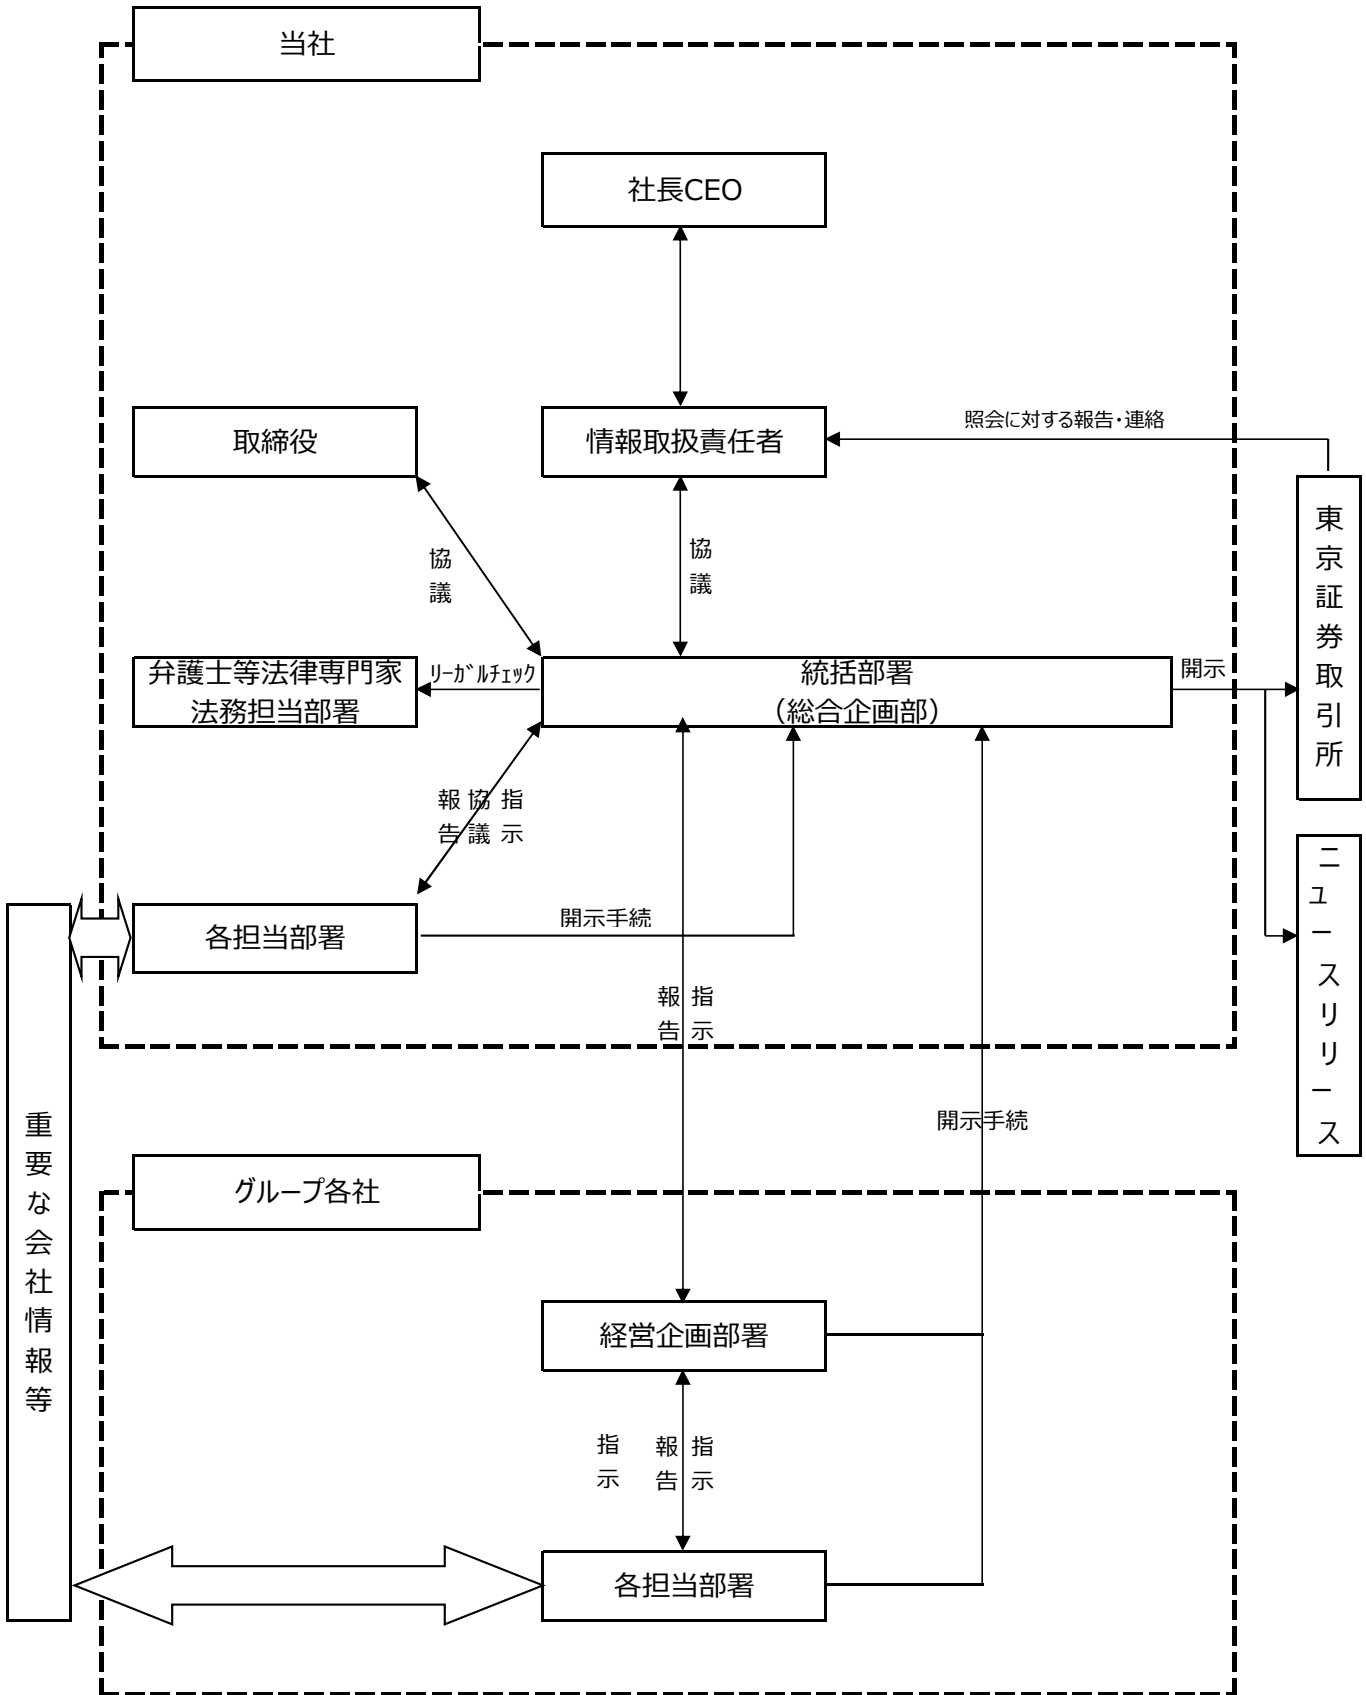 当社
社長CEO
取締役
情報取扱責任者
照会に対する報告・連絡
東京証券取引所
協議
協議
弁護士等法律専門家
法務担当部署
ﾘｰｶﾞﾙﾁｪｯｸ
統括部署
（総合企画部）
開示
報告
協議
指示
ニュースリリース
各担当部署
開示手続
報告
指示
重要な会社情報等
開示手続
グループ各社
経営企画部署
指示
報告
指示
各担当部署